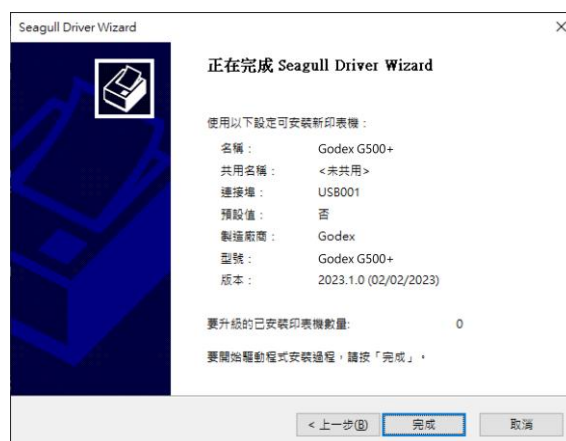 Seagull Driver Wizard
正在完成 Seagull Driver Wizard
使用以下設定可安裝新印表機：
名稱： Godex G500+
共用名稱： <未共用>
連接埠： USB001
預設值： 否
製造廠商： Godex
型號： Godex G500+
版本： 2023.1.0 (02/02/2023)
要升級的已安裝印表機數量: 0
要開始驅動程式安裝過程，請按「完成」。
< 上一步(B) 完成 取消